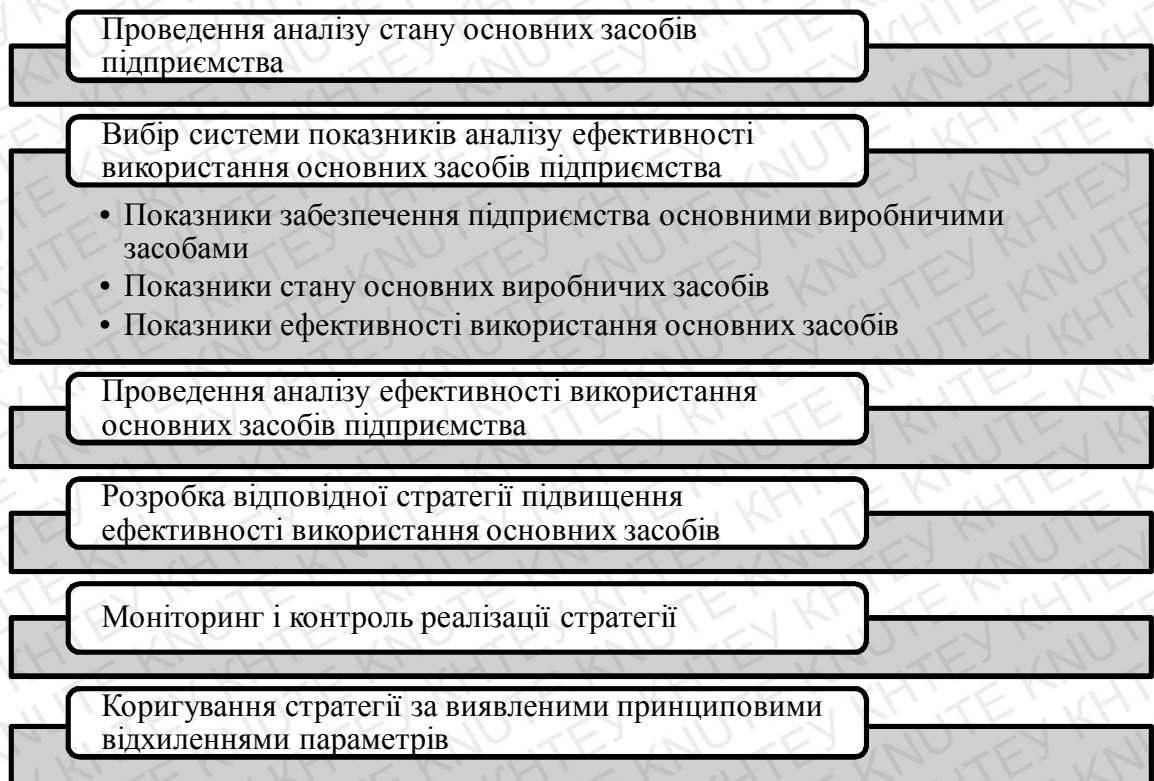 Проведення аналізу стану основних засобів
підприємства
Вибір системи показників аналізу ефективності
використання основних засобів підприємства
• Показники забезпечення підприємства основними виробничими
засобами
• Показники стану основних виробничих засобів
• Показники ефективності використання основних засобів
Проведення аналізу ефективності використання
основних засобів підприємства
Розробка відповідної стратегії підвищення
ефективності використання основних засобів
Моніторинг і контроль реалізації стратегії
Коригування стратегії за виявленими принциповими
відхиленнями параметрів